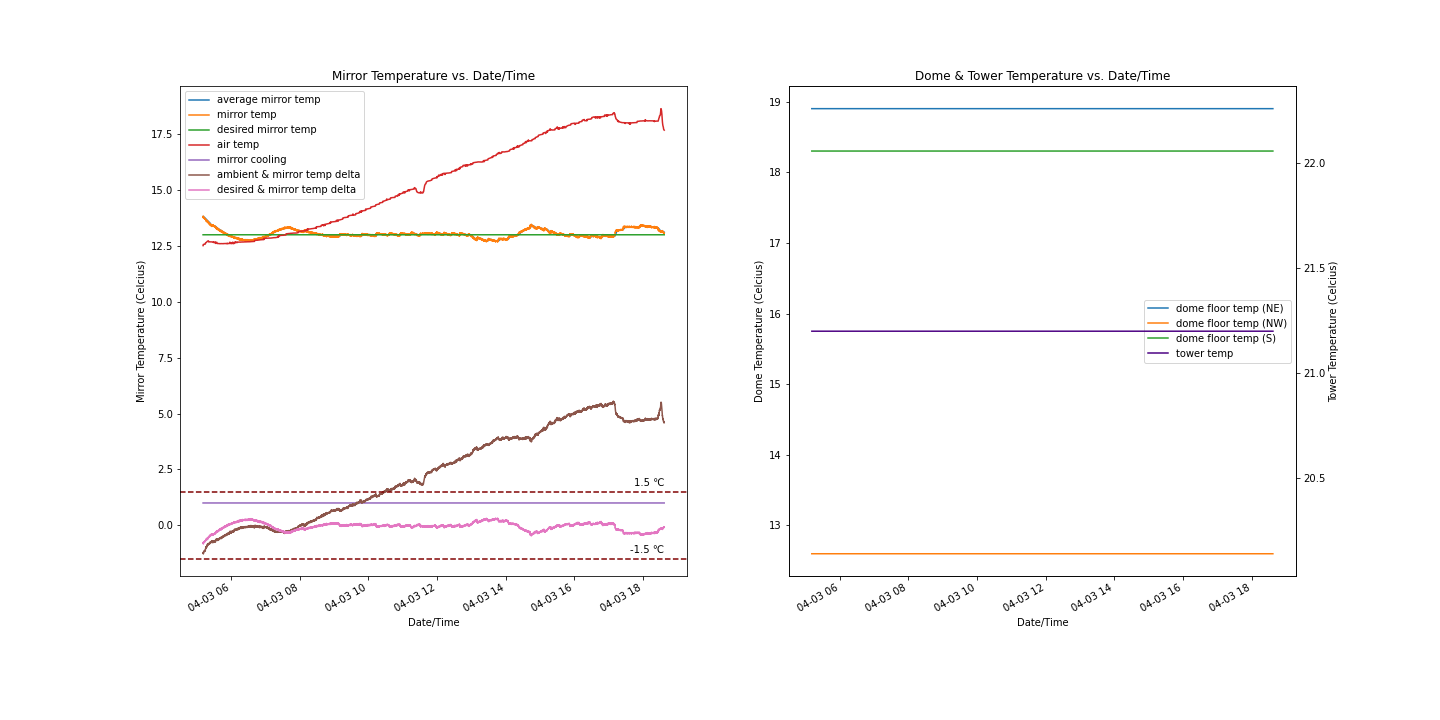 Mirror Temperature vs. Date/Time
average mirror temp
mirror temp
desired mirror temp
air temp
mirror cooling
ambient & mirror temp delta
desired & mirror temp delta
17.5
15.0
12.5
10.0
7.5
5.0
2.5
0.0
Mirror Temperature (Celcius)
1.5 °C
-1.5 °C
04-03 06
04-03 08
04-03 10
04-03 12
04-03 14
04-03 16
04-03 18
Date/Time
Dome & Tower Temperature vs. Date/Time
19
18
17
16
15
14
13
Dome Temperature (Celcius)
dome floor temp (NE)
dome floor temp (NW)
dome floor temp (S)
tower temp
22.0
21.5
21.0
20.5
Tower Temperature (Celcius)
04-03 06
04-03 08
04-03 10
04-03 12
04-03 14
04-03 16
04-03 18
Date/Time